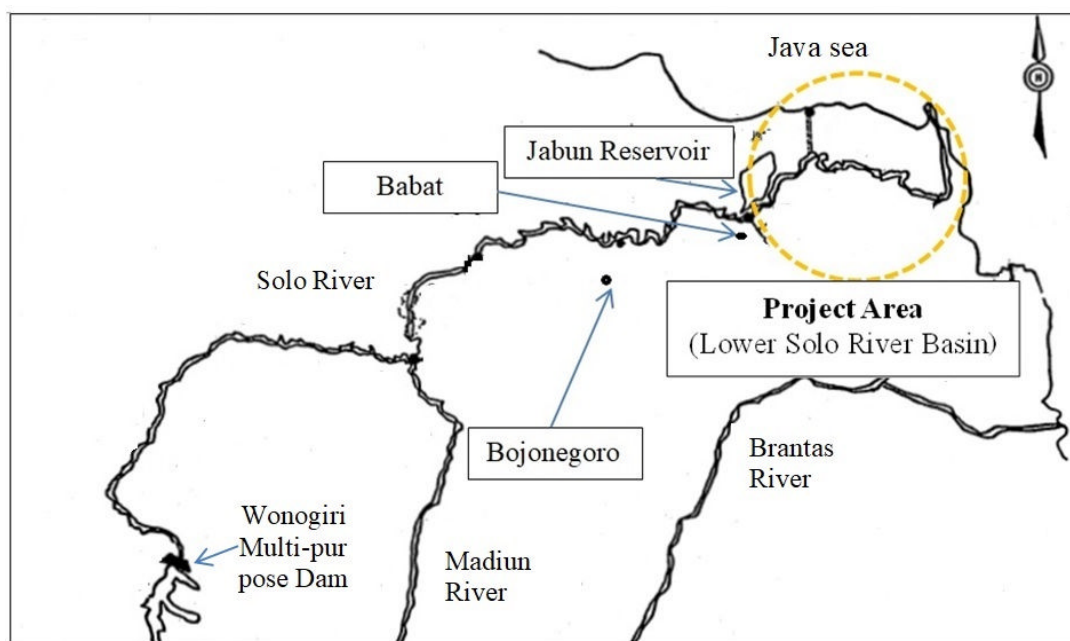 Java sea
N
Jabun Reservoir
Babat
Solo River
Project Area
(Lower Solo River Basin)
Bojonegoro
Brantas
River
Wonogiri
Multi-pur
pose Dam
Madiun
River